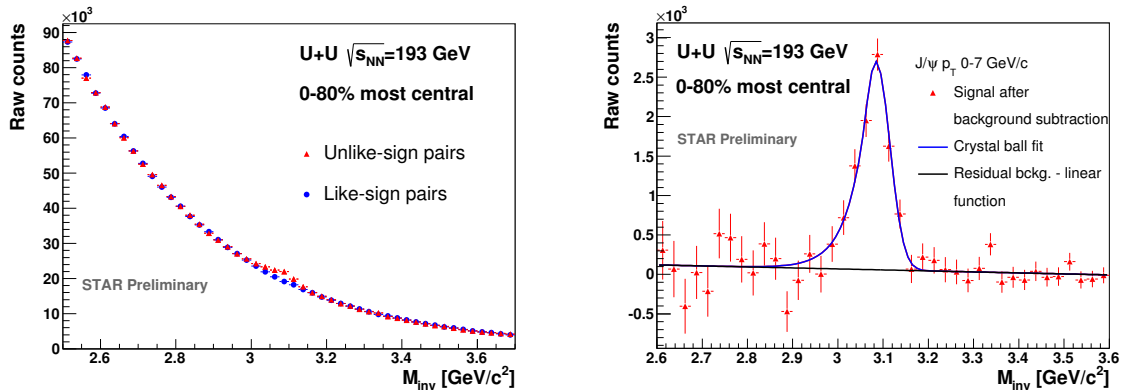 ×10³
Raw counts
90
80
70
60
50
40
30
20
10
0
U+U √s_NN=193 GeV
0-80% most central
Unlike-sign pairs
Like-sign pairs
STAR Preliminary
2.6 2.8 3 3.2 3.4 3.6
M_inv [GeV/c²]
×10³
Raw counts
3
2.5
2
1.5
1
0.5
0
-0.5
U+U √s_NN=193 GeV
0-80% most central
STAR Preliminary
J/ψ p_T 0-7 GeV/c
Signal after
background subtraction
Crystal ball fit
Residual bckg. - linear
function
2.6 2.7 2.8 2.9 3 3.1 3.2 3.3 3.4 3.5 3.6
M_inv [GeV/c²]